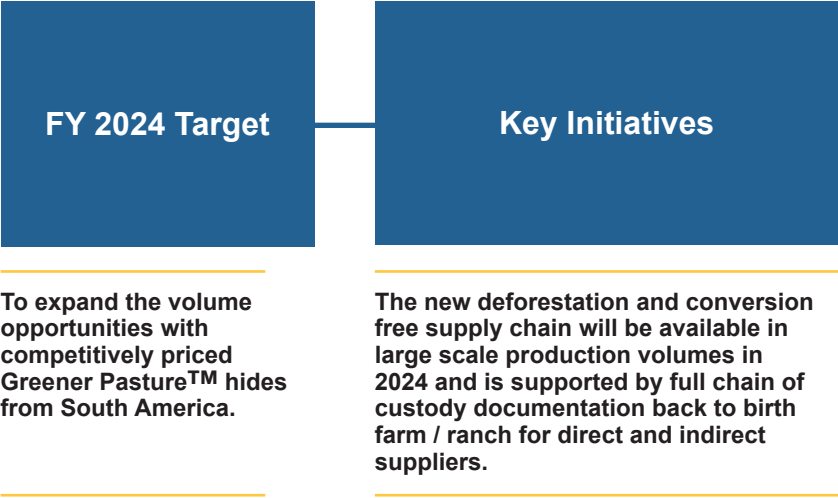 FY 2024 Target
Key Initiatives
To expand the volume
opportunities with
competitively priced
Greener Pasture™ hides
from South America.
The new deforestation and conversion
free supply chain will be available in
large scale production volumes in
2024 and is supported by full chain of
custody documentation back to birth
farm / ranch for direct and indirect
suppliers.